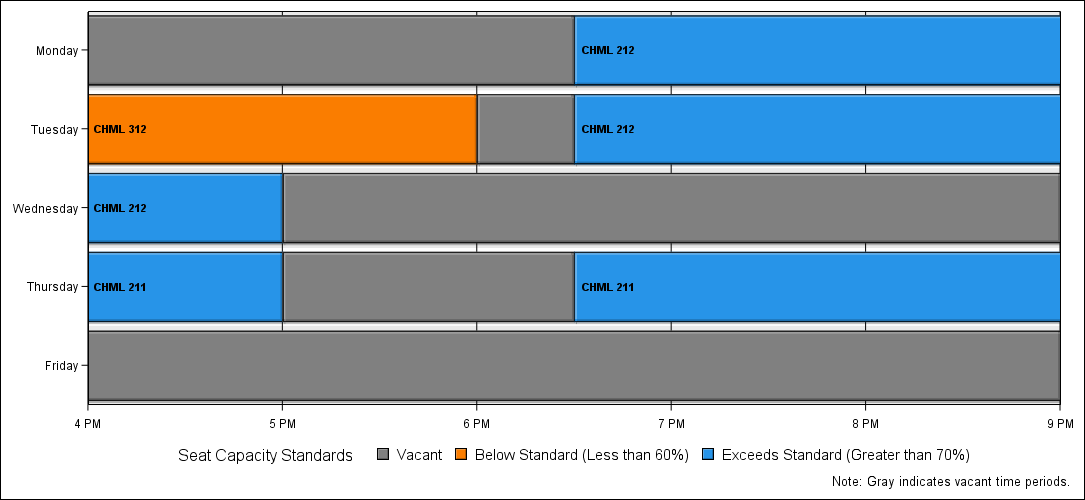 Monday
CHML 212
Tuesday
CHML 312
CHML 212
Wednesday
CHML 212
Thursday
CHML 211
CHML 211
Friday
4 PM 5 PM 6 PM 7 PM 8 PM 9 PM
Seat Capacity Standards Vacant Below Standard (Less than 60%) Exceeds Standard (Greater than 70%)
Note: Gray indicates vacant time periods.